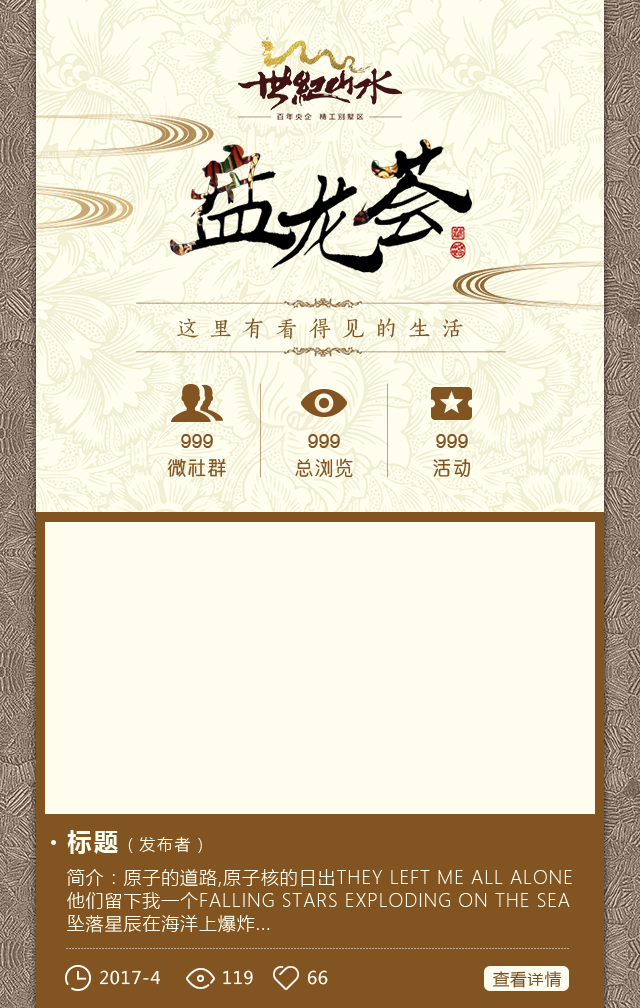 世紀山水
百年央企 精工别墅区
盘龙荟
这里有看得见的生活
999 999 999
微社群 总浏览 活动
·标题（发布者）
简介：原子的道路,原子核的日出THEY LEFT ME ALL ALONE
他们留下我一个FALLING STARS EXPLODING ON THE SEA
坠落星辰在海洋上爆炸...
2017-4 119 66 查看详情